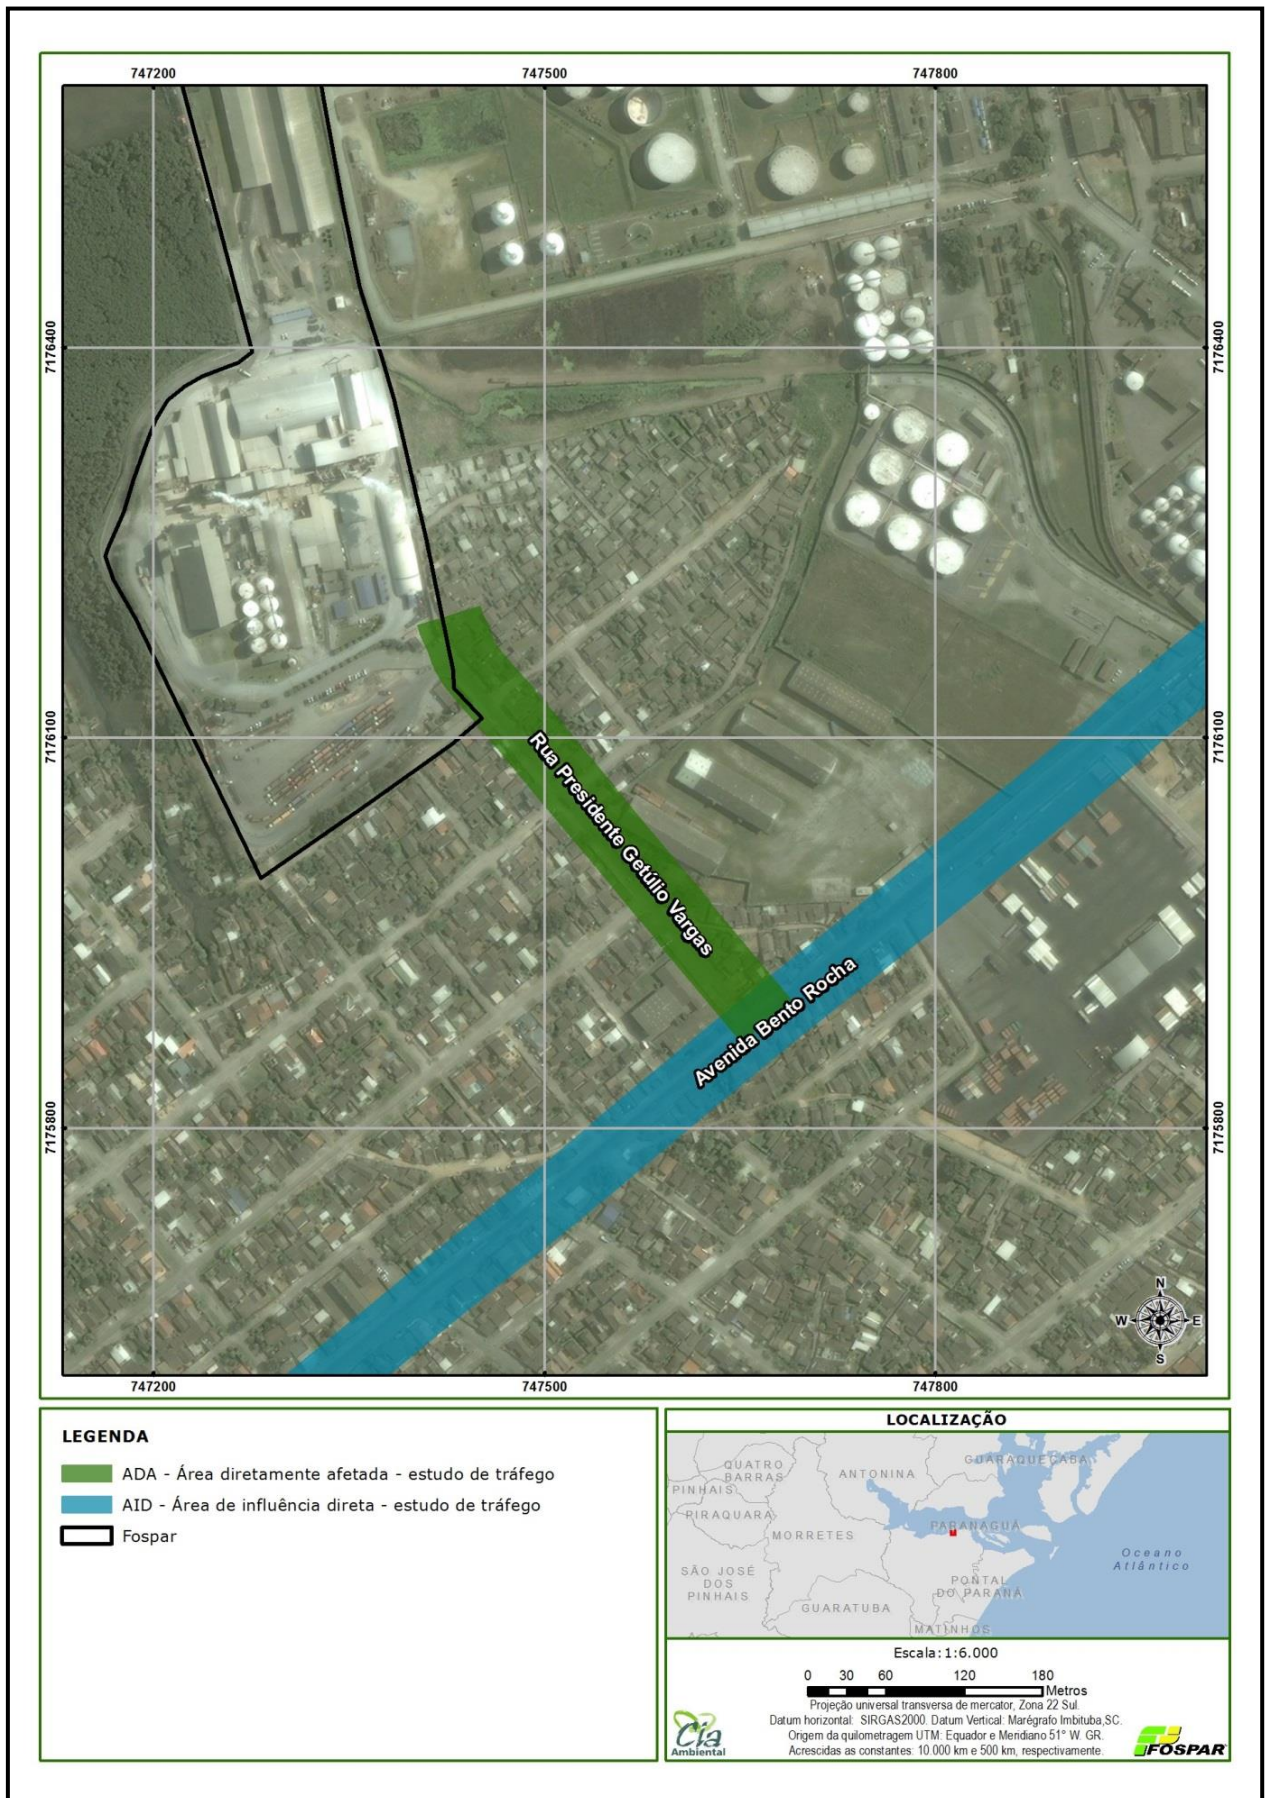 747200
747500
747800
7176400
7176400
7176100
7176100
Rua Presidente Getúlio Vargas
Avenida Bento Rocha
7175800
7175800
N
W
E
S
747200
747500
747800
LEGENDA
ADA - Área diretamente afetada - estudo de tráfego
AID - Área de influência direta - estudo de tráfego
Fospar
LOCALIZAÇÃO
QUATRO
BARRAS
ANTONINA
GUARAQUEÇABA
PINHAIS
PIRAQUARA
MORRETES
PARANAGUÁ
Oceano
Atlântico
SÃO JOSÉ
DOS
PINHAIS
PONTAL
DO PARANÁ
GUARATUBA
MATINHOS
Escala: 1:6.000
0 30 60 120 180
Metros
Projeção universal transversa de mercator, Zona 22 Sul.
Datum horizontal: SIRGAS2000. Datum Vertical: Marégrafo Imbituba,SC.
Origem da quilometragem UTM: Equador e Meridiano 51° W. GR.
Acrescidas as constantes: 10.000 km e 500 km, respectivamente.
Cia
Ambiental
FOSPAR